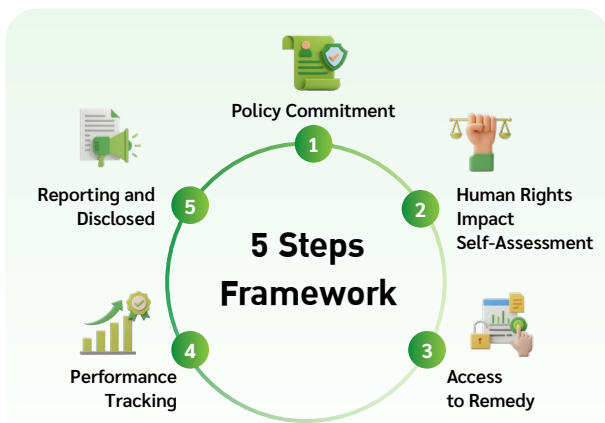 Policy Commitment
1
2
Human Rights
Impact
Self-Assessment
3
Access
to Remedy
4
Performance
Tracking
5
Reporting and
Disclosed
5 Steps
Framework